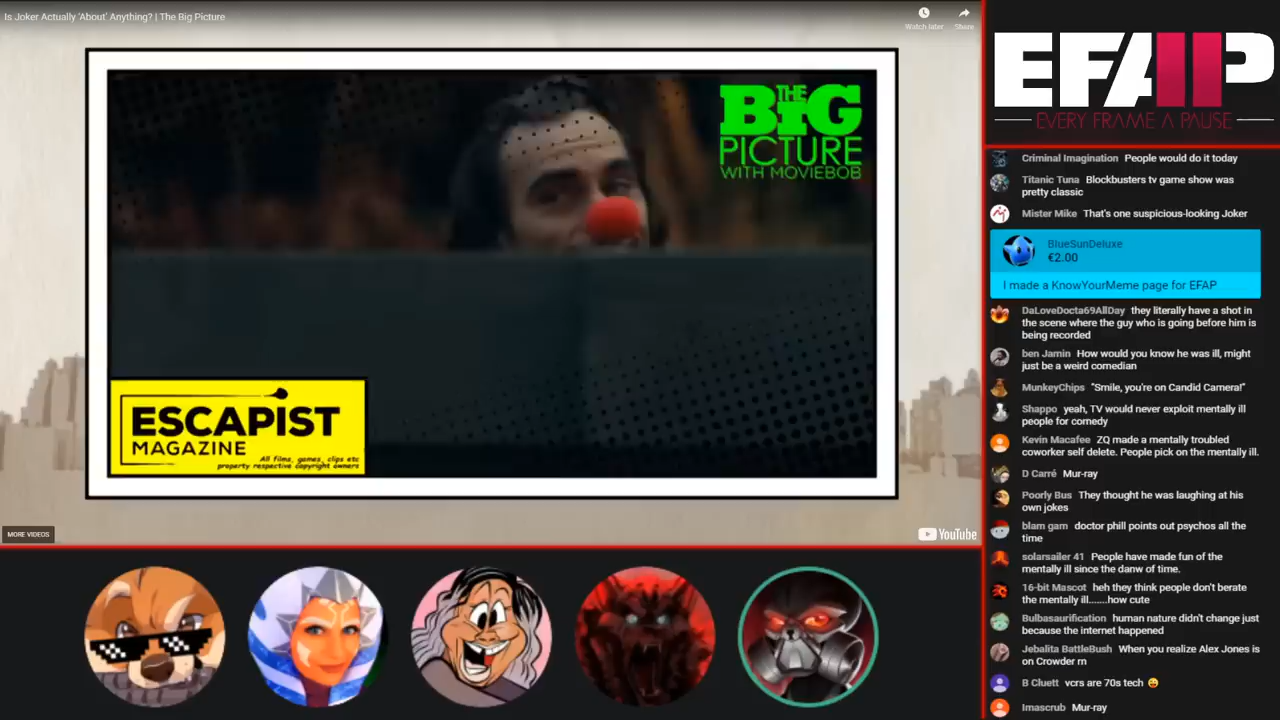 Is Joker Actually 'About' Anything? | The Big Picture
Watch later
Share
THE
BiG
PICTURE
WITH MOVIEBOB
ESCAPIST
MAGAZINE
All films, games, clips etc
property respective copyright owners
MORE VIDEOS
YouTube
EFAP
EVERY FRAME A PAUSE
Criminal Imagination People would do it today
Titanic Tuna Blockbusters tv game show was
pretty classic
Mister Mike That's one suspicious-looking Joker
BlueSunDeluxe
€2.00
I made a KnowYourMeme page for EFAP
DaLoveDocta69AllDay they literally have a shot in
the scene where the guy who is going before him is
being recorded
ben Jamin How would you know he was ill, might
just be a weird comedian
MunkeyChips "Smile, you're on Candid Camera!"
Shappo yeah, TV would never exploit mentally ill
people for comedy
Kevin Macafee ZQ made a mentally troubled
coworker self delete. People pick on the mentally ill.
D Carré Mur-ray
Poorly Bus They thought he was laughing at his
own jokes
blam gam doctor phill points out psychos all the
time
solarsailer 41 People have made fun of the
mentally ill since the danw of time.
16-bit Mascot heh they think people don't berate
the mentally ill.......how cute
Bulbasaurification human nature didn't change just
because the internet happened
Jebalita BattleBush When you realize Alex Jones is
on Crowder rn
B Cluett vcrs are 70s tech 😛
Imascrub Mur-ray